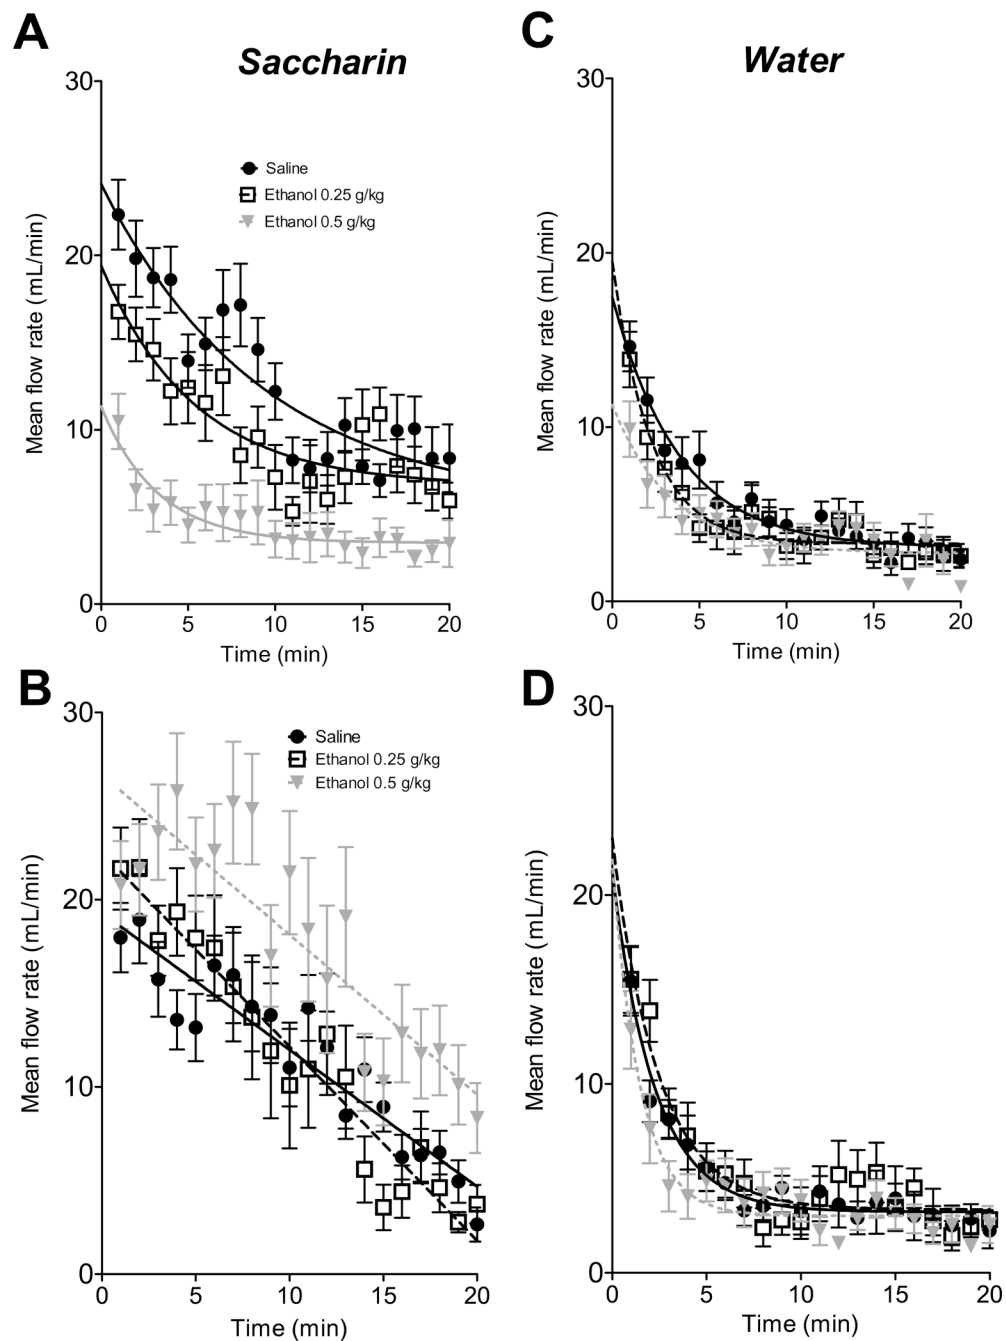 A
Saccharin
30
20
10
0
Mean flow rate (mL/min)
Saline
Ethanol 0.25 g/kg
Ethanol 0.5 g/kg
0 5 10 15 20
Time (min)
C
Water
30
20
10
0
Mean flow rate (mL/min)
0 5 10 15 20
Time (min)
B
30
20
10
0
Mean flow rate (mL/min)
Saline
Ethanol 0.25 g/kg
Ethanol 0.5 g/kg
0 5 10 15 20
Time (min)
D
30
20
10
0
Mean flow rate (mL/min)
0 5 10 15 20
Time (min)